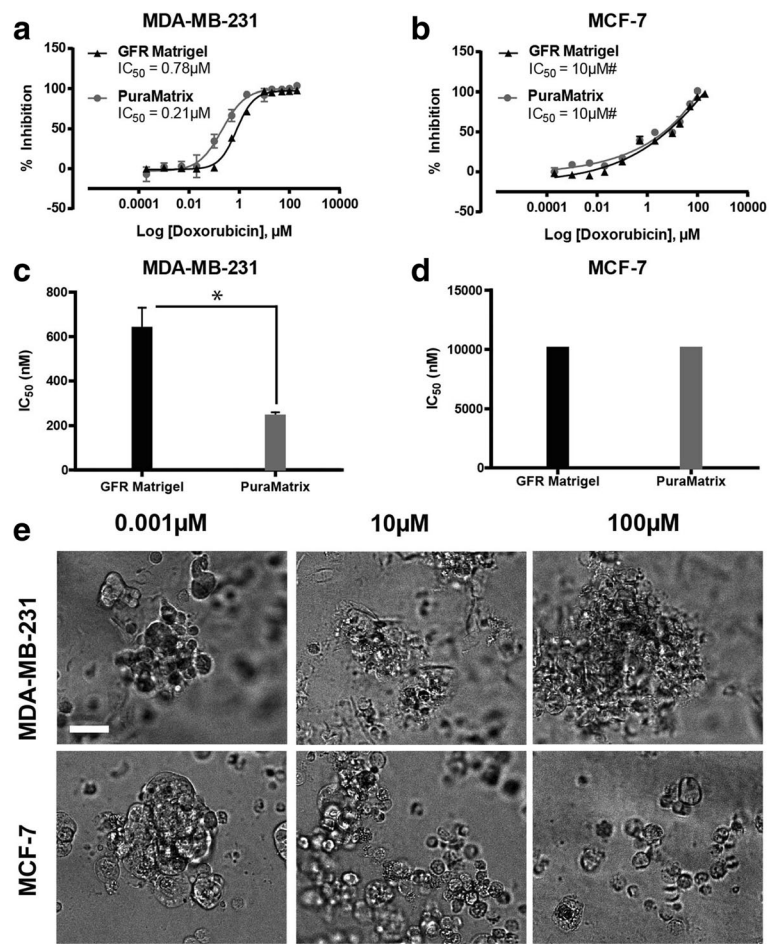 a
MDA-MB-231
GFR Matrigel
IC50 = 0.78µM
PuraMatrix
IC50 = 0.21µM
150
100
50
0
-50
% Inhibition
0.0001 0.01 1 100 10000
Log [Doxorubicin], µM
b
MCF-7
GFR Matrigel
IC50 = 10µM#
PuraMatrix
IC50 = 10µM#
150
100
50
0
-50
% Inhibition
0.0001 0.01 1 100 10000
Log [Doxorubicin], µM
c
MDA-MB-231
*
800
600
400
200
0
IC50 (nM)
GFR Matrigel PuraMatrix
d
MCF-7
15000
10000
5000
0
IC50 (nM)
GFR Matrigel PuraMatrix
e
0.001µM 10µM 100µM
MDA-MB-231
MCF-7